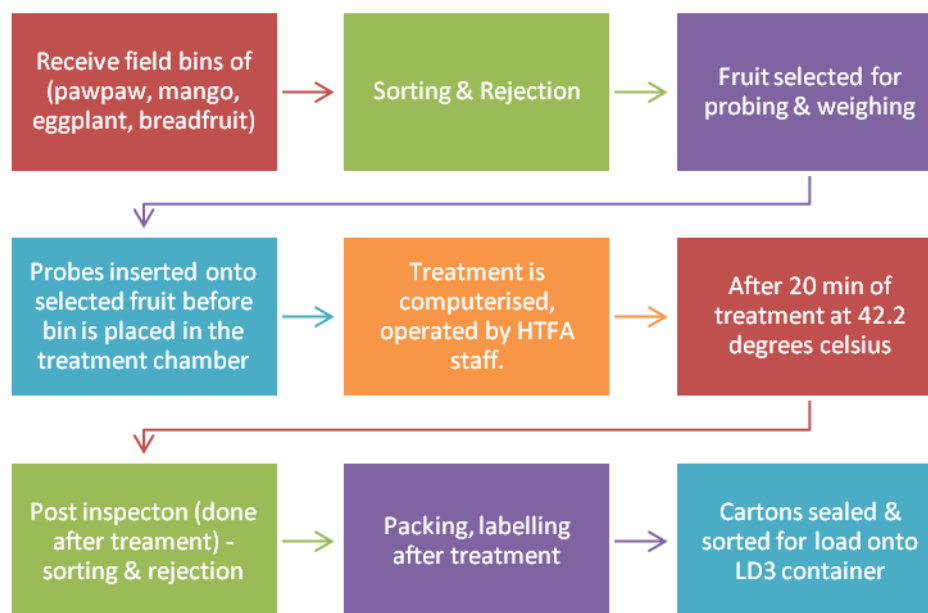 Receive field bins of
(pawpaw, mango,
eggplant, breadfruit)
Sorting & Rejection
Fruit selected for
probing & weighing
Probes inserted onto
selected fruit before
bin is placed in the
treatment chamber
Treatment is
computerised,
operated by HTFA
staff.
After 20 min of
treatment at 42.2
degrees celsius
Post inspecton (done
after treament) -
sorting & rejection
Packing, labelling
after treatment
Cartons sealed &
sorted for load onto
LD3 container